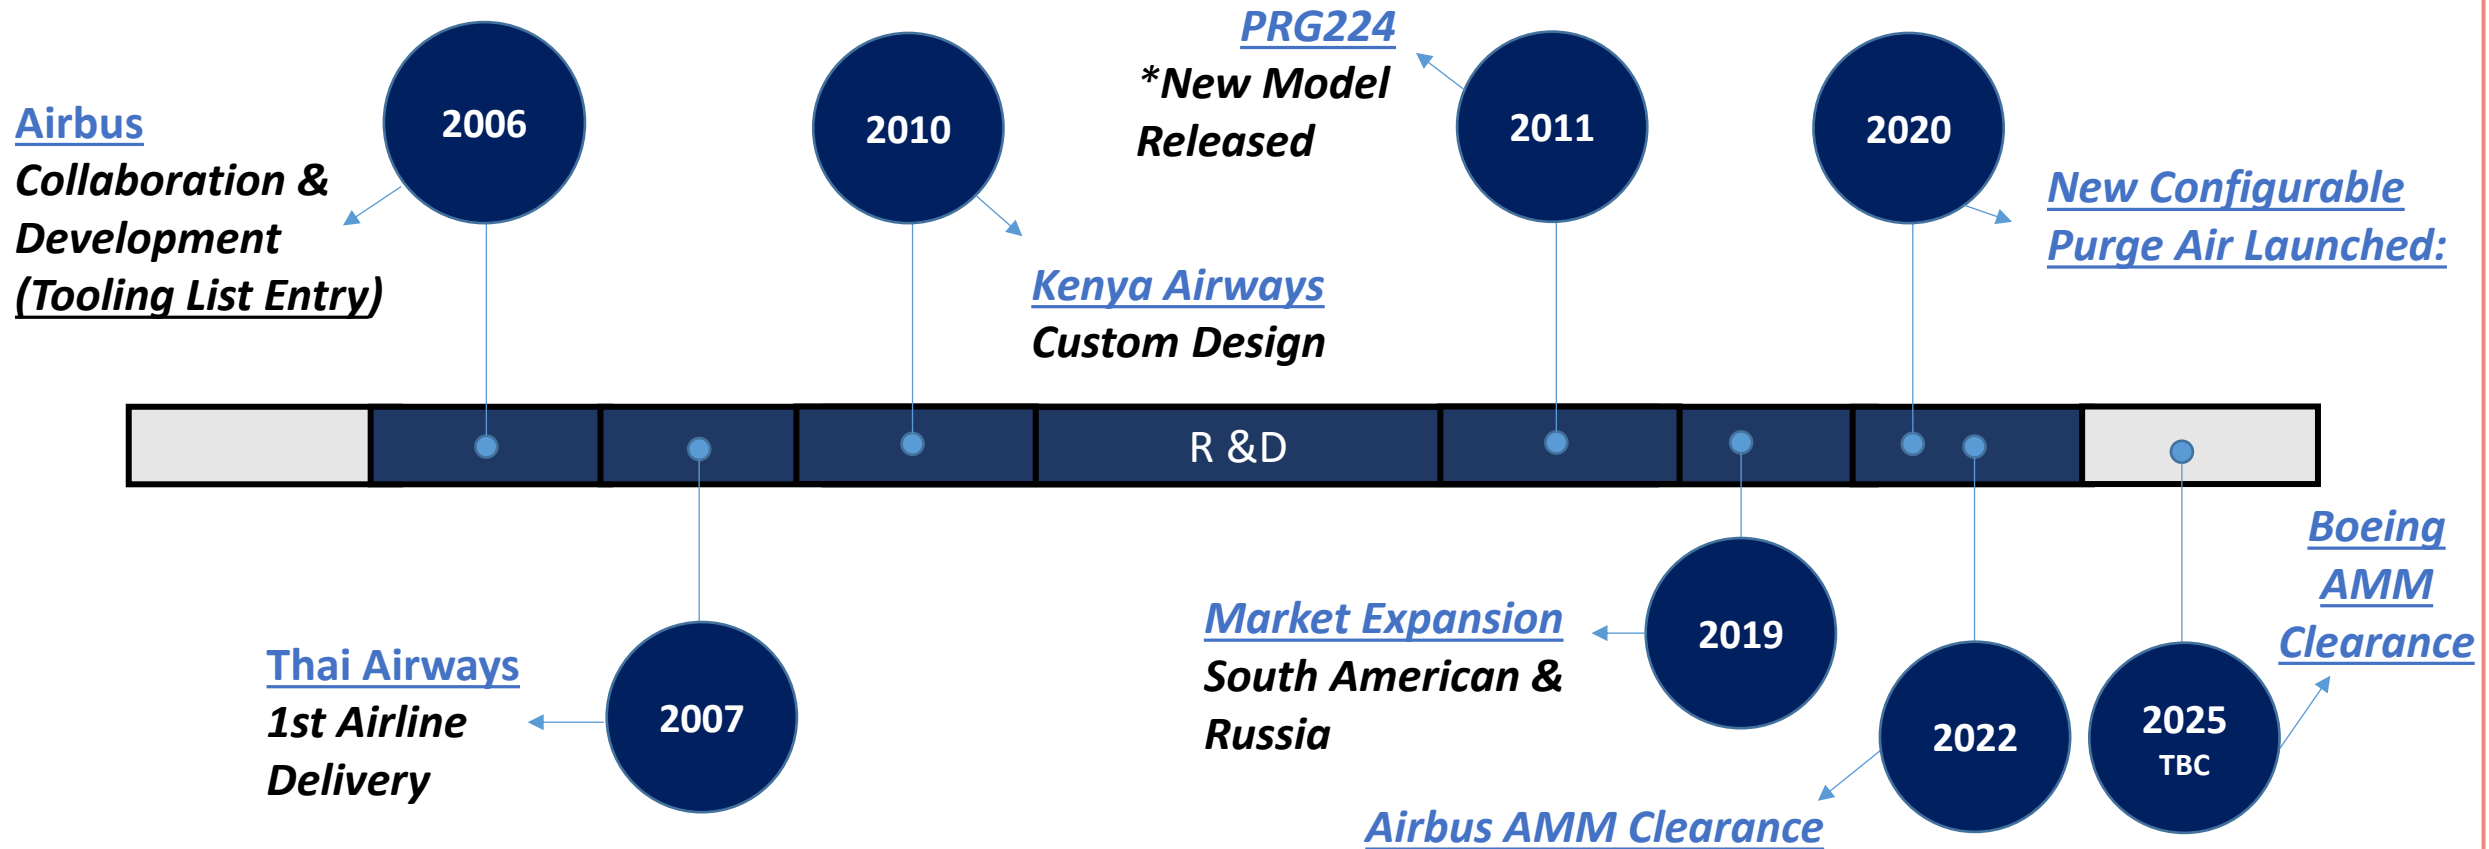 2006
Airbus
Collaboration &
Development
(Tooling List Entry)
2010
Kenya Airways
Custom Design
PRG224
*New Model
Released
2011
2020
New Configurable
Purge Air Launched:
R &D
Thai Airways
1st Airline
Delivery
2007
Market Expansion
South American &
Russia
2019
2022
Airbus AMM Clearance
2025
TBC
Boeing
AMM
Clearance